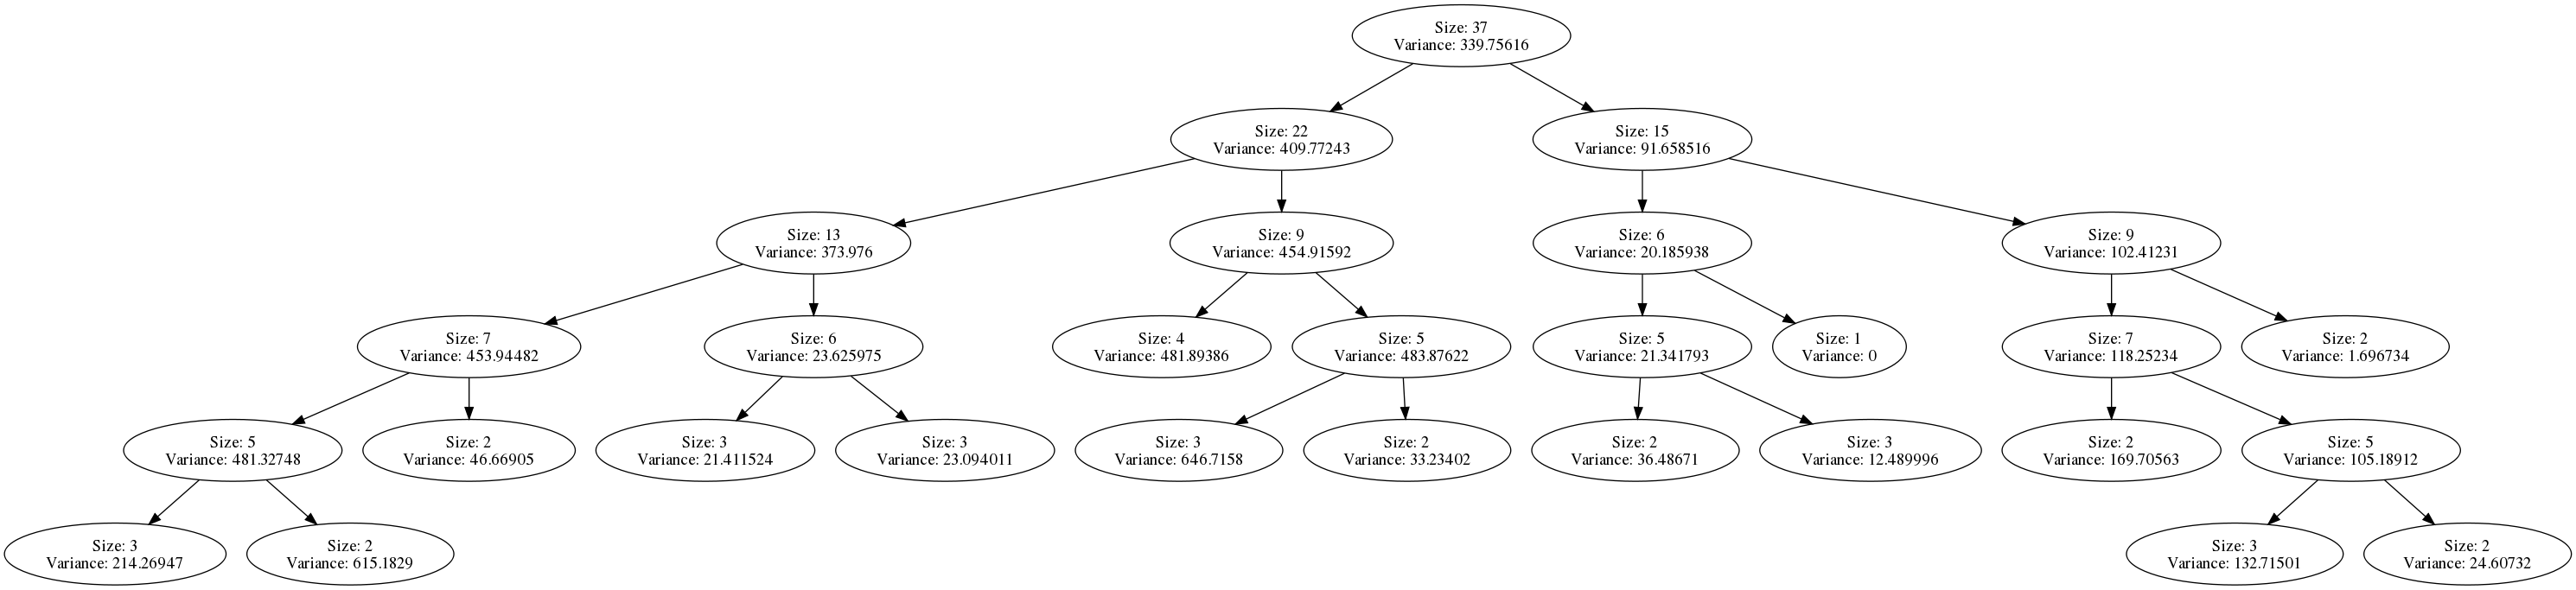 Size: 37
Variance: 339.75616
Size: 22
Variance: 409.77243
Size: 15
Variance: 91.658516
Size: 13
Variance: 373.976
Size: 9
Variance: 454.91592
Size: 6
Variance: 20.185938
Size: 9
Variance: 102.41231
Size: 7
Variance: 453.94482
Size: 6
Variance: 23.625975
Size: 4
Variance: 481.89386
Size: 5
Variance: 483.87622
Size: 5
Variance: 21.341793
Size: 1
Variance: 0
Size: 7
Variance: 118.25234
Size: 2
Variance: 1.696734
Size: 5
Variance: 481.32748
Size: 2
Variance: 46.66905
Size: 3
Variance: 21.411524
Size: 3
Variance: 23.094011
Size: 3
Variance: 646.7158
Size: 2
Variance: 33.23402
Size: 2
Variance: 36.48671
Size: 3
Variance: 12.489996
Size: 2
Variance: 169.70563
Size: 5
Variance: 105.18912
Size: 3
Variance: 214.26947
Size: 2
Variance: 615.1829
Size: 3
Variance: 132.71501
Size: 2
Variance: 24.60732